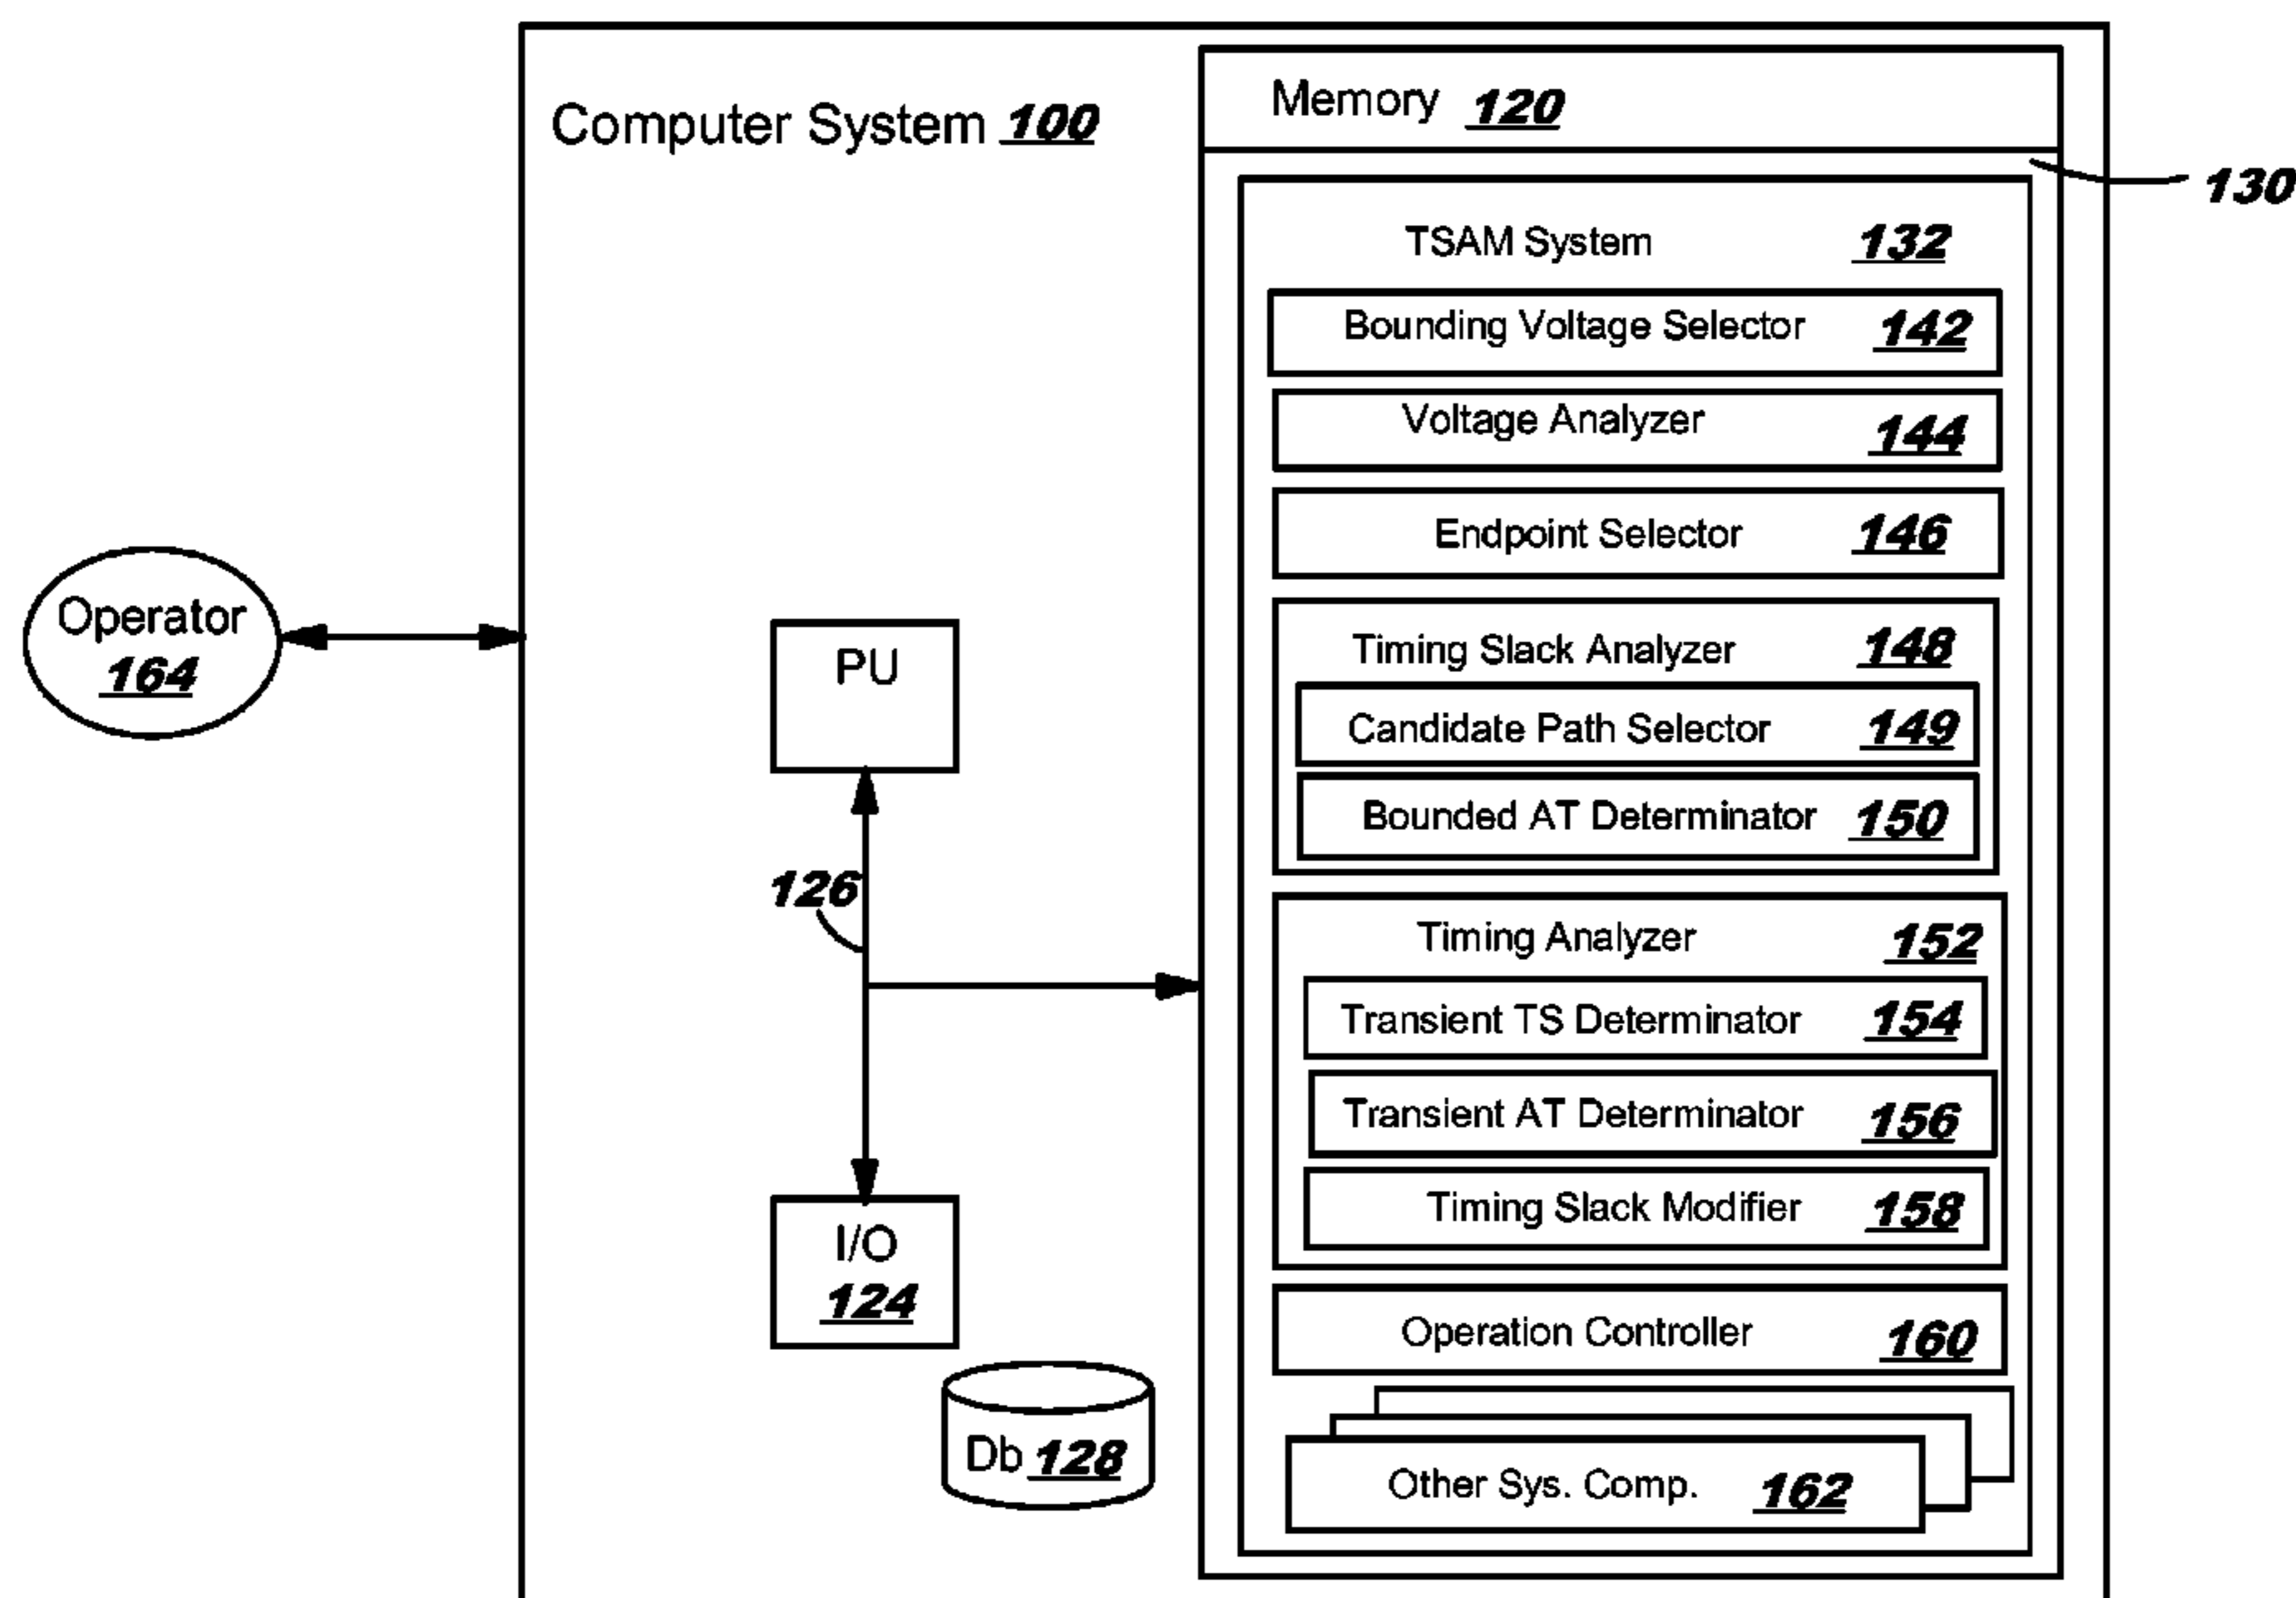 Computer System 100
Memory 120
130
TSAM System 132
Bounding Voltage Selector 142
Voltage Analyzer 144
Endpoint Selector 146
Operator
164
PU
Timing Slack Analyzer 148
Candidate Path Selector 149
Bounded AT Determinator 150
126
Timing Analyzer 152
Transient TS Determinator 154
Transient AT Determinator 156
Timing Slack Modifier 158
I/O
124
Operation Controller 160
Db 128
Other Sys. Comp. 162